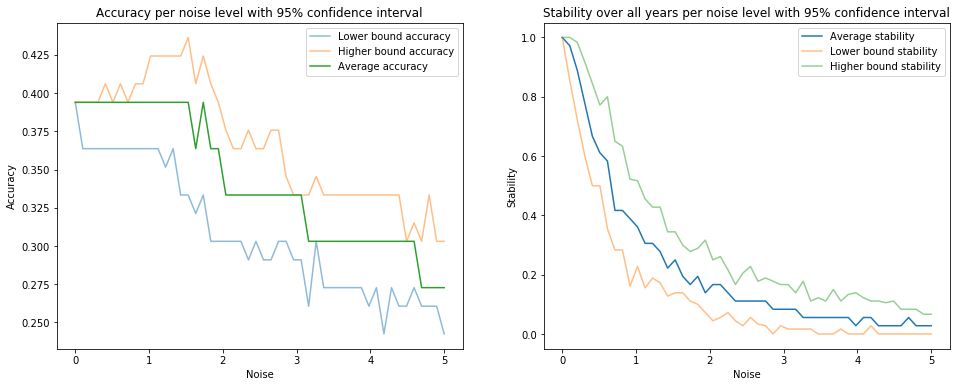 Accuracy per noise level with 95% confidence interval
Lower bound accuracy
Higher bound accuracy
Average accuracy
Accuracy
0.425
0.400
0.375
0.350
0.325
0.300
0.275
0.250
0 1 2 3 4 5
Noise
Stability over all years per noise level with 95% confidence interval
Average stability
Lower bound stability
Higher bound stability
Stability
1.0
0.8
0.6
0.4
0.2
0.0
0 1 2 3 4 5
Noise